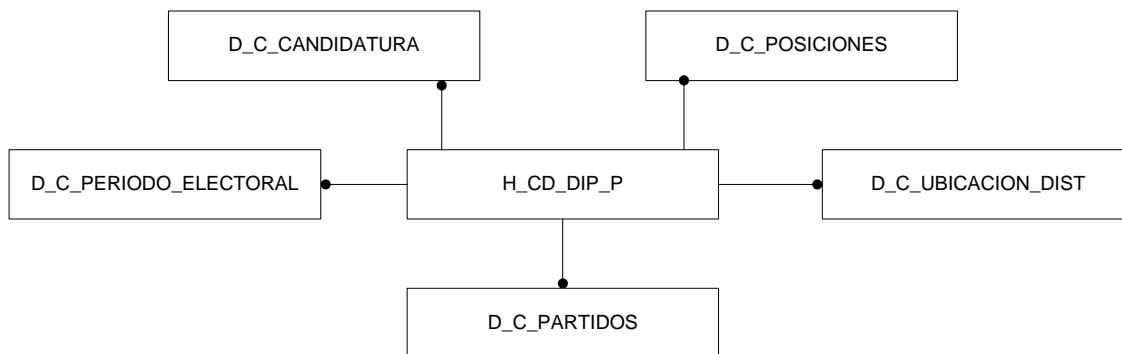 D_C_CANDIDATURA
D_C_POSICIONES
D_C_PERIODO_ELECTORAL
H_CD_DIP_P
D_C_UBICACION_DIST
D_C_PARTIDOS